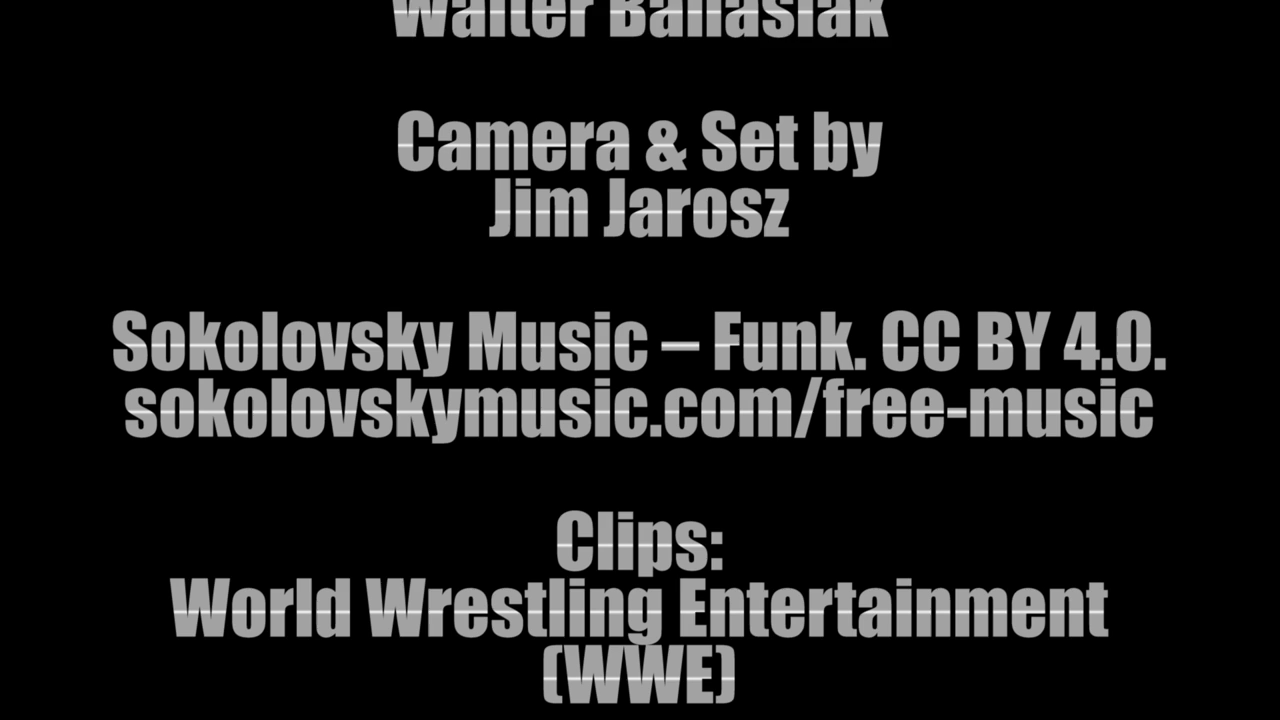 Walter Banasiak
Camera & Set by
Jim Jarosz
Sokolovsky Music – Funk. CC BY 4.0.
sokolovskymusic.com/free-music
Clips:
World Wrestling Entertainment
(WWE)